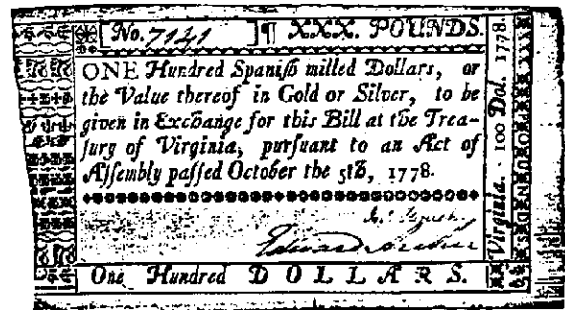 No. 7141 ¶ XXX. POUNDS.
ONE Hundred Spaniſh milled Dollars, or
the Value thereof in Gold or Silver, to be
given in Exchange for this Bill at the Trea-
ſury of Virginia, purſuant to an Act of
Aſſembly paſſed October the 5th, 1778.
One Hundred DOLLARS.
Virginia. 100 Dol. 1778.